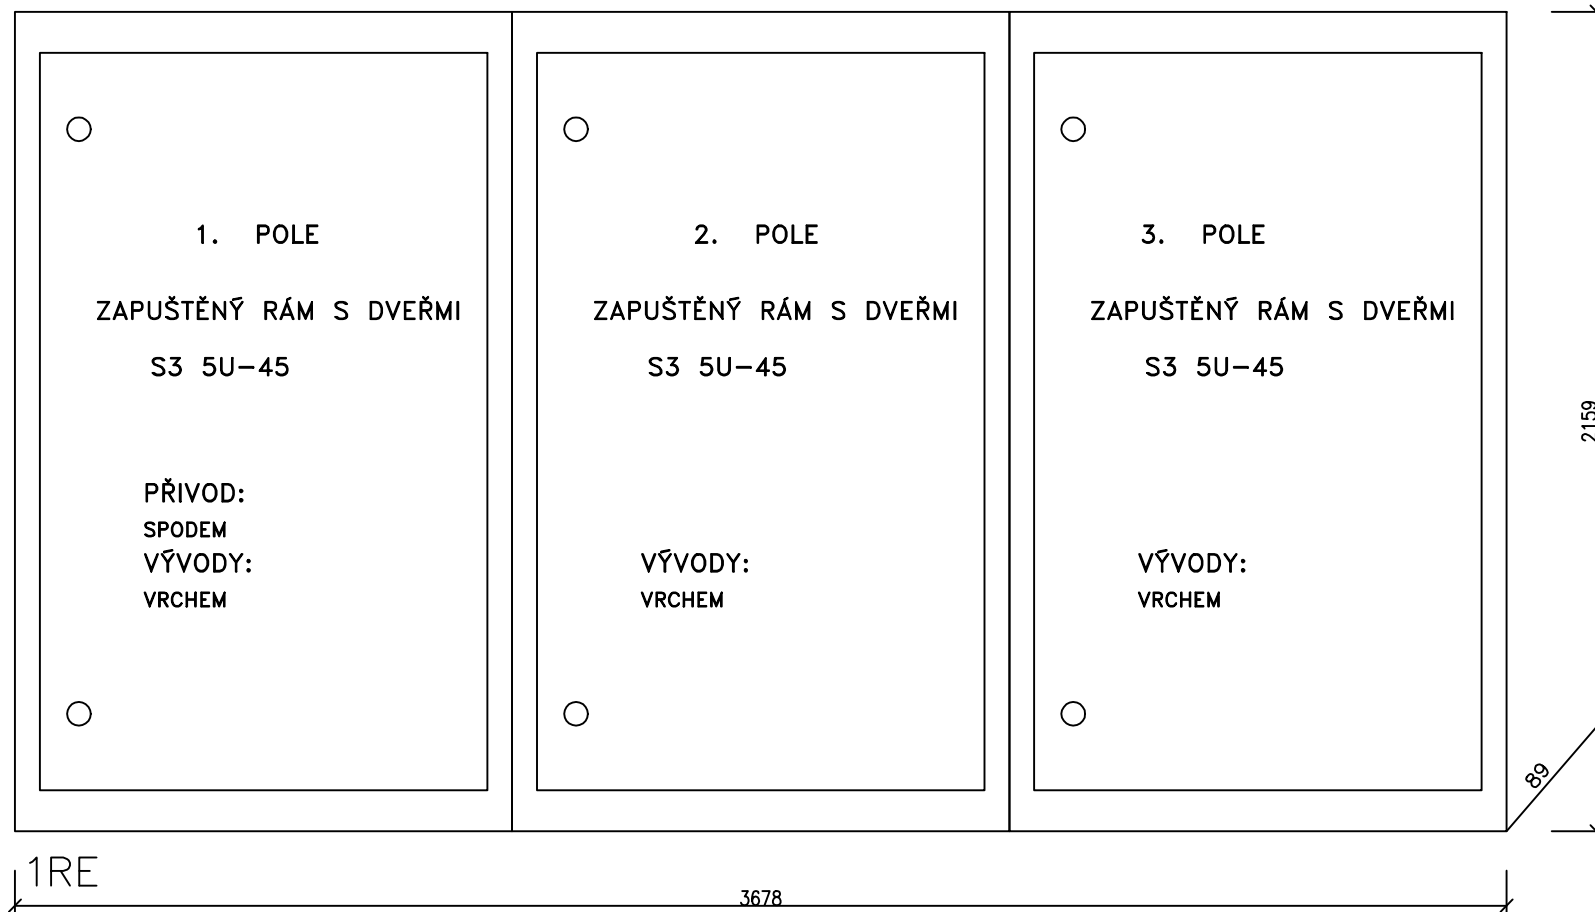 1. POLE
ZAPUŠTĚNÝ RÁM S DVEŘMI
S3 5U-45
PŘIVOD:
SPODEM
VÝVODY:
VRCHEM
2. POLE
ZAPUŠTĚNÝ RÁM S DVEŘMI
S3 5U-45
VÝVODY:
VRCHEM
3. POLE
ZAPUŠTĚNÝ RÁM S DVEŘMI
S3 5U-45
VÝVODY:
VRCHEM
2159
89
1RE
3678